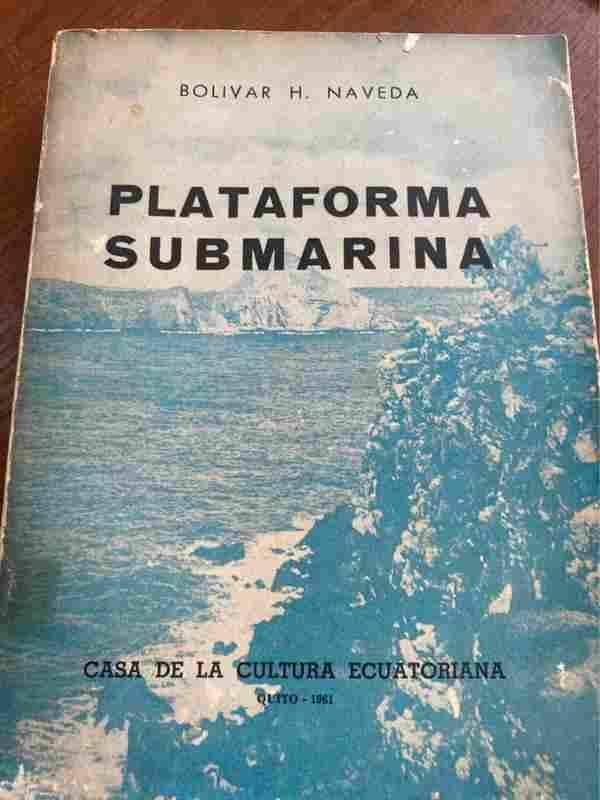 BOLIVAR H. NAVEDA
PLATAFORMA
SUBMARINA
CASA DE LA CULTURA ECUATORIANA
QUITO - 1961